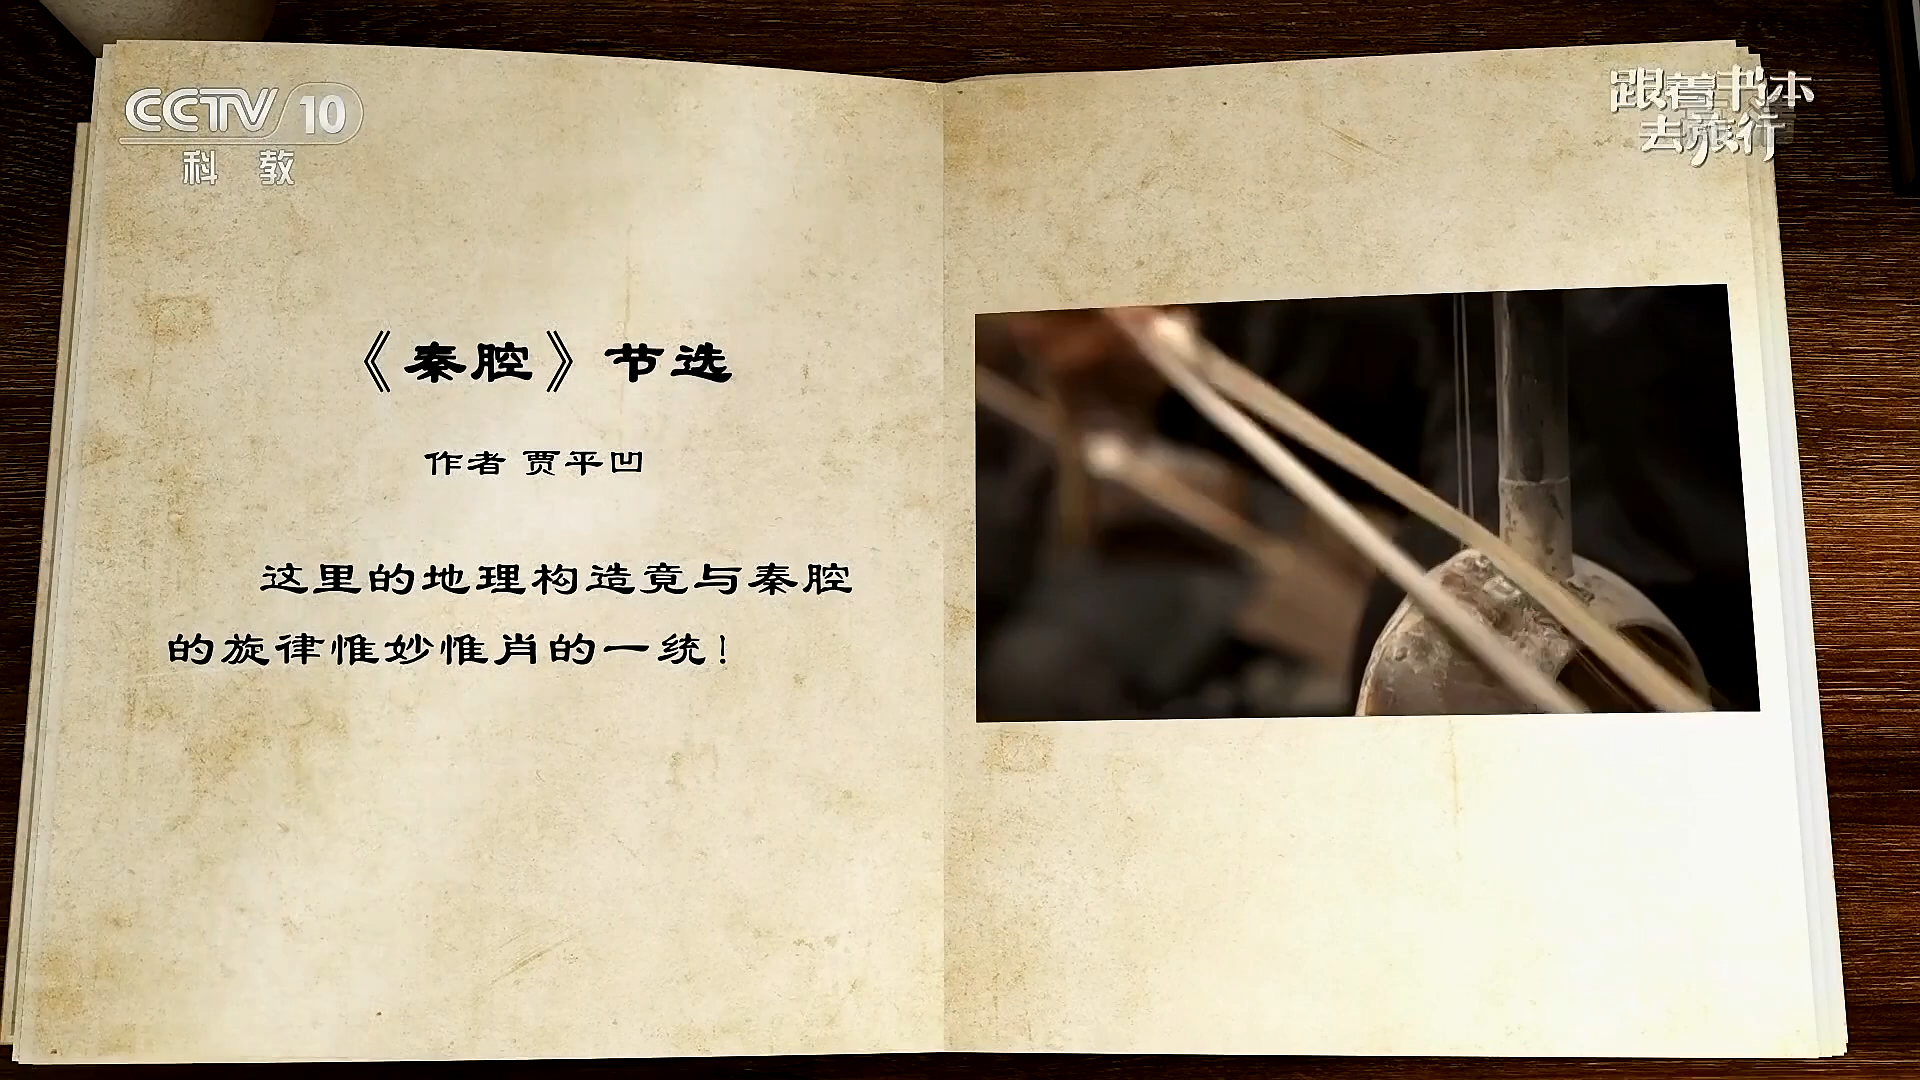 CCTV 10
科教
跟着书本
去旅行
《秦腔》节选
作者 贾平凹
这里的地理构造竟与秦腔
的旋律惟妙惟肖的一统！